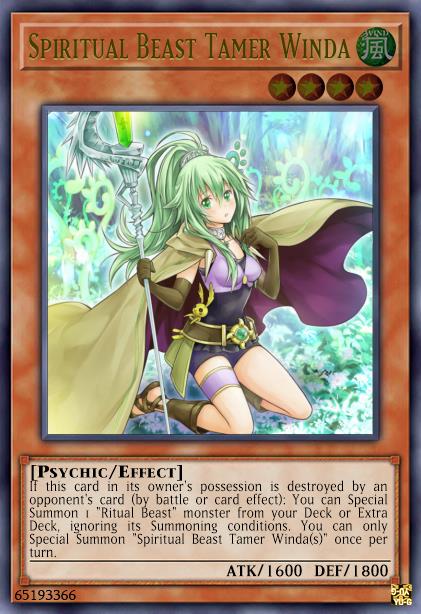 Spiritual Beast Tamer Winda
WIND
風
[Psychic/Effect]
If this card in its owner's possession is destroyed by an
opponent's card (by battle or card effect): You can Special
Summon 1 "Ritual Beast" monster from your Deck or Extra
Deck, ignoring its Summoning conditions. You can only
Special Summon "Spiritual Beast Tamer Winda(s)" once per
turn.
ATK/1600 DEF/1800
65193366